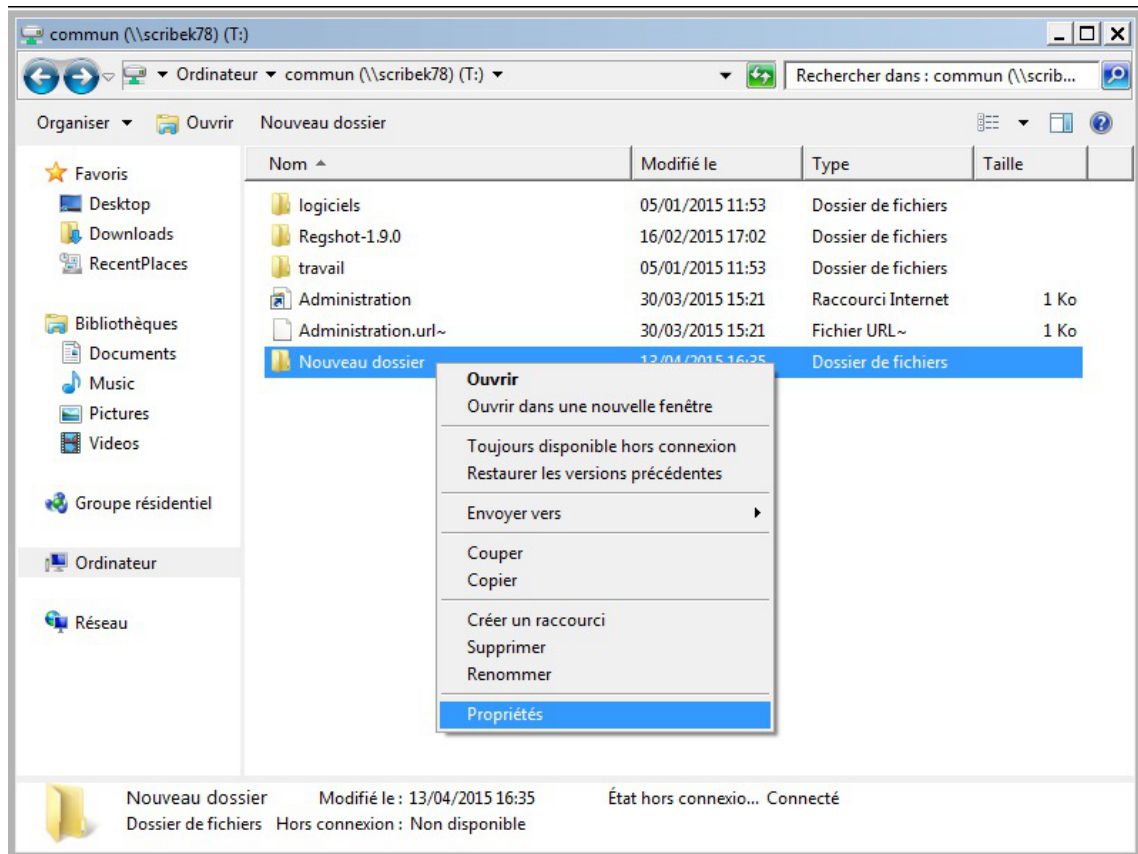 commun (\\scribek78) (T:)
Ordinateur commun (\\scribek78) (T:) Rechercher dans : commun (\\scrib...
Organiser Ouvrir Nouveau dossier
Favoris
Desktop
Downloads
RecentPlaces
Bibliothèques
Documents
Music
Pictures
Videos
Groupe résidentiel
Ordinateur
Réseau
Nom Modifié le Type Taille
logiciels 05/01/2015 11:53 Dossier de fichiers
Regshot-1.9.0 16/02/2015 17:02 Dossier de fichiers
travail 05/01/2015 11:53 Dossier de fichiers
Administration 30/03/2015 15:21 Raccourci Internet 1 Ko
Administration.url~ 30/03/2015 15:21 Fichier URL~ 1 Ko
Nouveau dossier 13/04/2015 16:35 Dossier de fichiers
Ouvrir
Ouvrir dans une nouvelle fenêtre
Toujours disponible hors connexion
Restaurer les versions précédentes
Envoyer vers
Couper
Copier
Créer un raccourci
Supprimer
Renommer
Propriétés
Nouveau dossier Modifié le : 13/04/2015 16:35 État hors connexio... Connecté
Dossier de fichiers Hors connexion : Non disponible